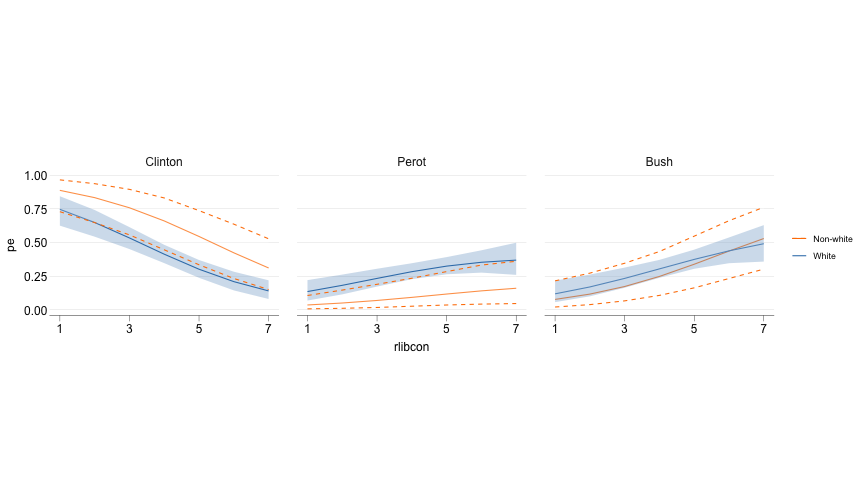 Clinton Perot Bush
1.00
0.75
0.50
0.25
0.00
pe
1 3 5 7 1 3 5 7 1 3 5 7
rlibcon
Non-white
White